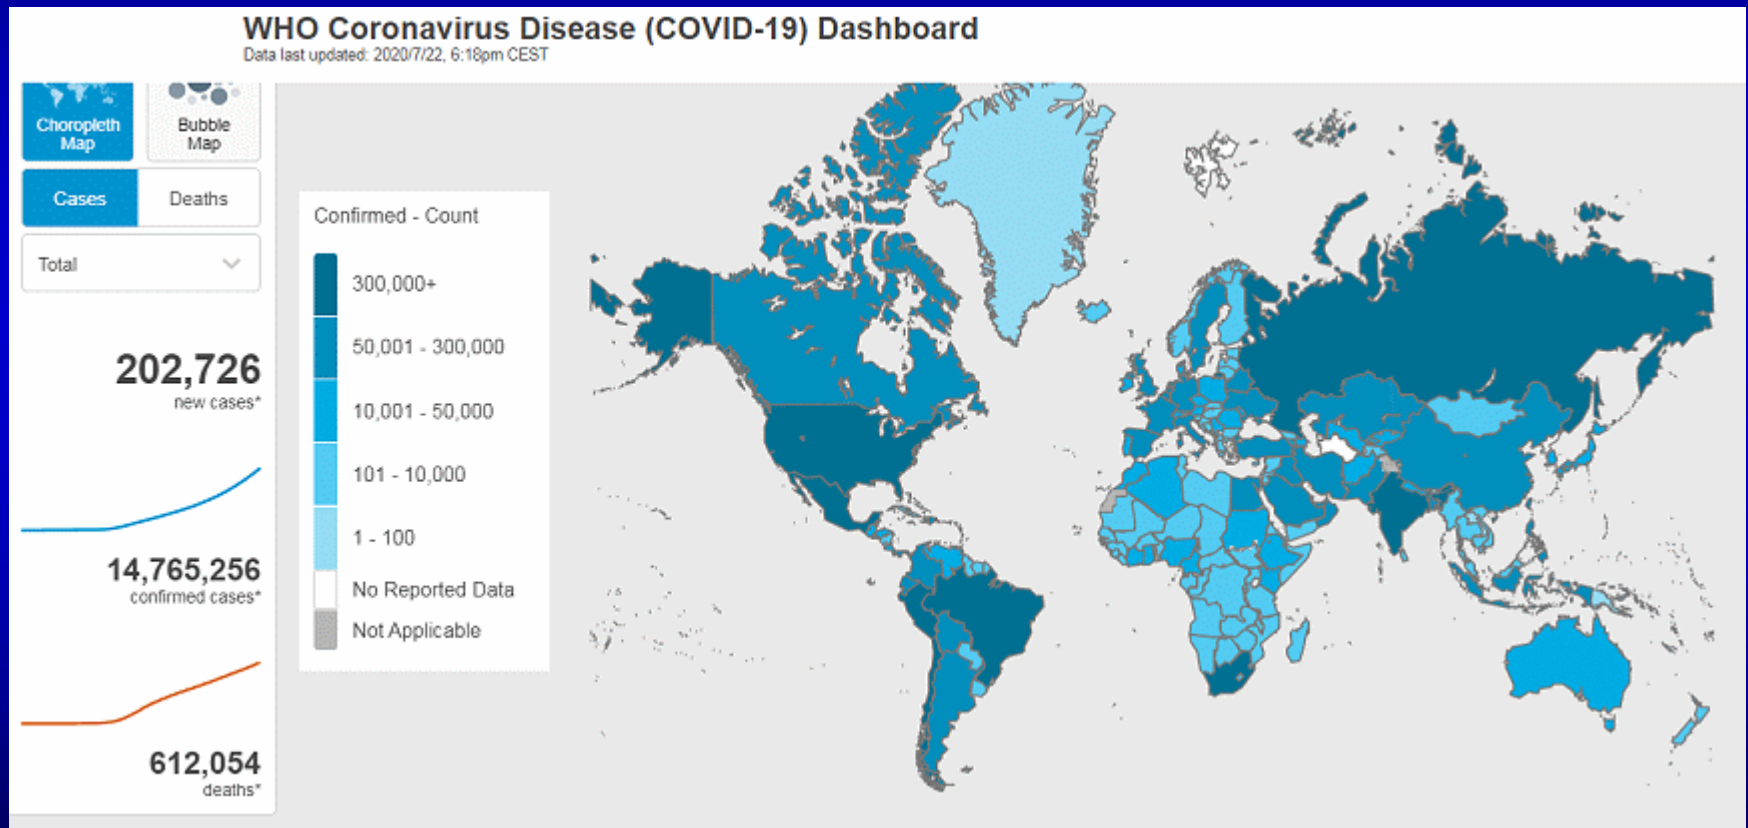 WHO Coronavirus Disease (COVID-19) Dashboard
Data last updated: 2020/7/22, 6:18pm CEST
Choropleth
Map
Bubble
Map
Cases
Deaths
Total
202,726
new cases*
14,765,256
confirmed cases*
612,054
deaths*
Confirmed - Count
300,000+
50,001 - 300,000
10,001 - 50,000
101 - 10,000
1 - 100
No Reported Data
Not Applicable